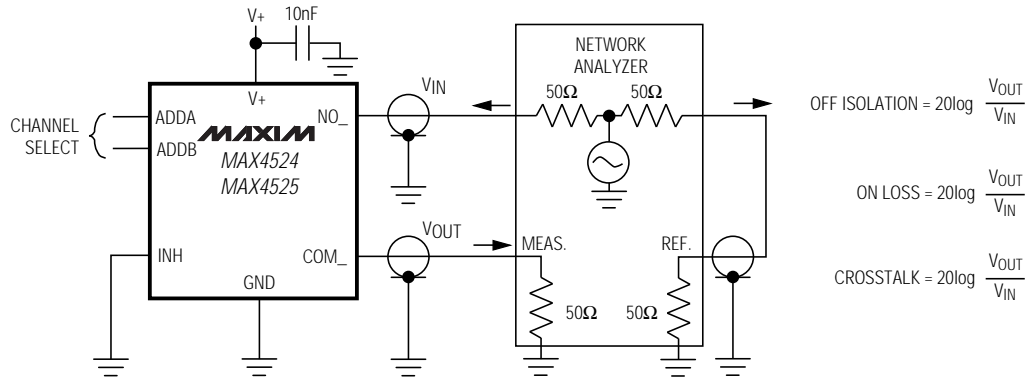 V+
10nF
V+
CHANNEL
SELECT
ADDA
ADDB
NO_
MAXIM
MAX4524
MAX4525
INH
COM_
GND
VIN
VOUT
NETWORK
ANALYZER
50Ω
50Ω
MEAS.
REF.
50Ω
50Ω
OFF ISOLATION = 20log VOUT
VIN
ON LOSS = 20log VOUT
VIN
CROSSTALK = 20log VOUT
VIN